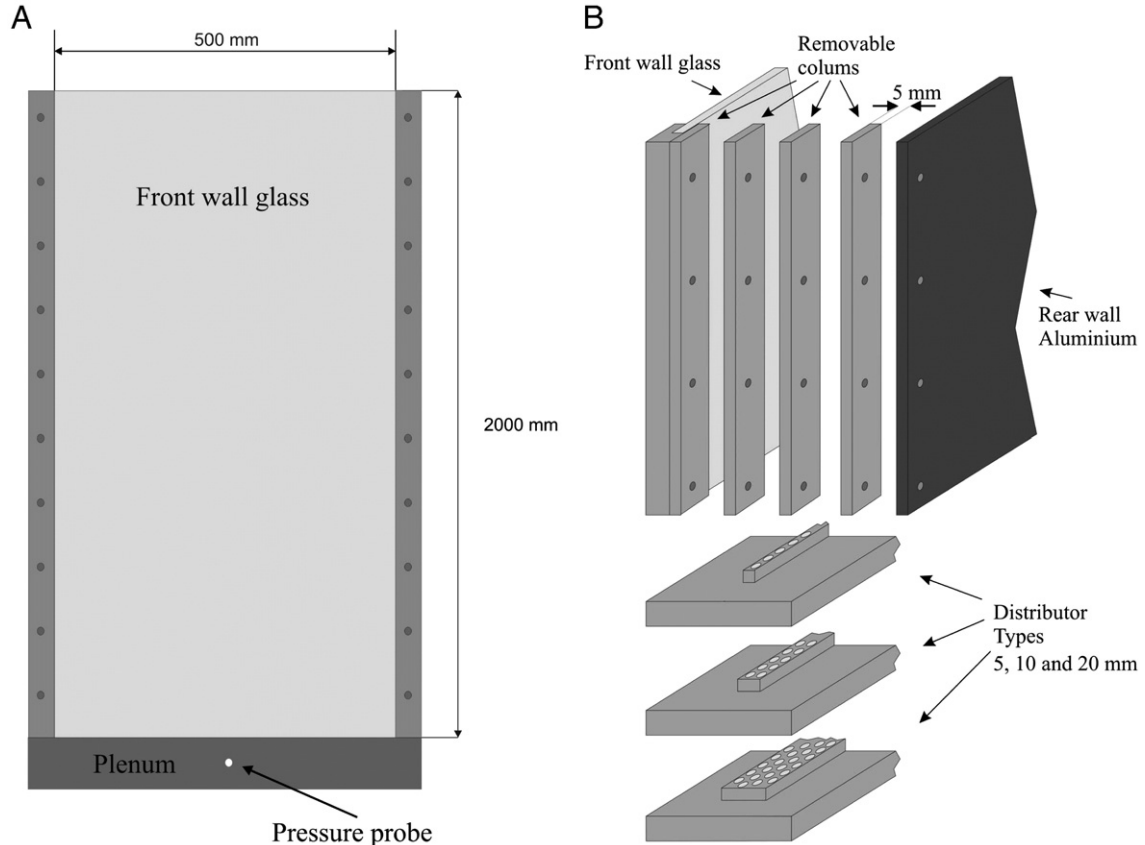 A
500 mm
Front wall glass
2000 mm
Plenum
Pressure probe
B
Front wall glass
Removable
colums
5 mm
Rear wall
Aluminium
Distributor
Types
5, 10 and 20 mm